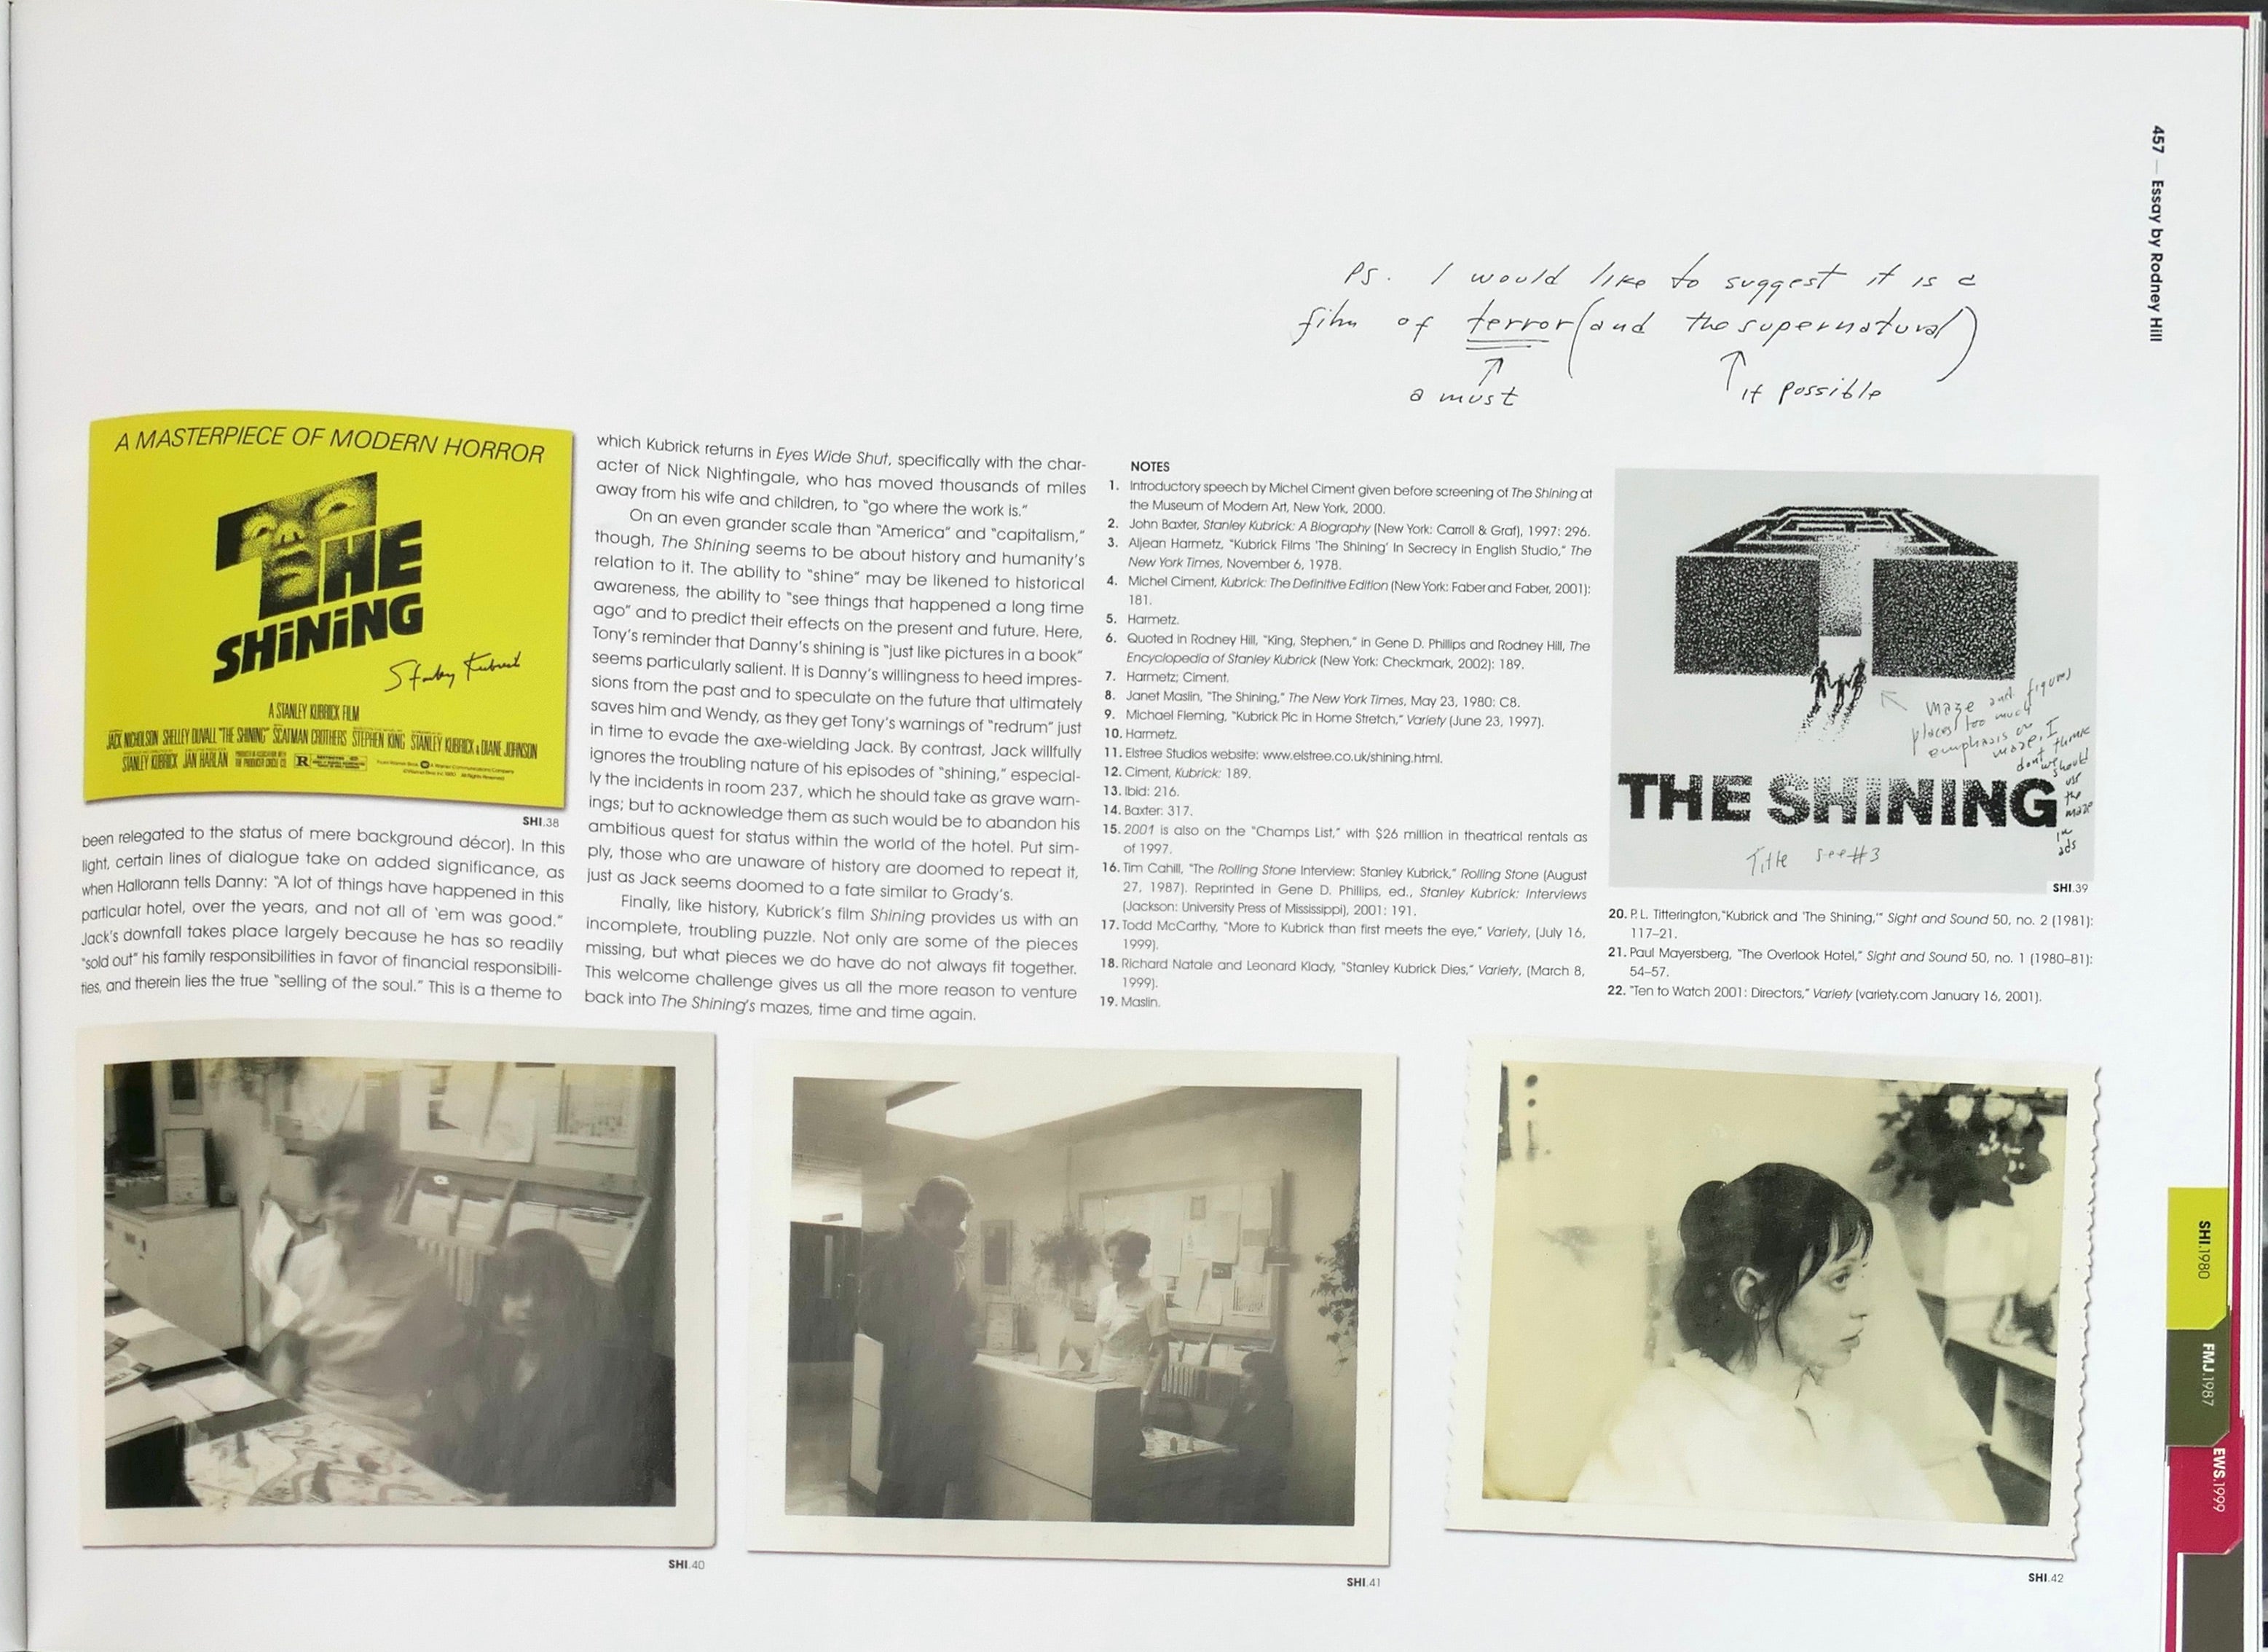 457 — Essay by Rodney Hill
Ps. I would like to suggest it is a
film of terror (and the supernatural)
a must
if possible
A MASTERPIECE OF MODERN HORROR
THE
SHiNiNG
Stanley Kubrick
A STANLEY KUBRICK FILM
JACK NICHOLSON SHELLEY DUVALL "THE SHINING" SCATMAN CROTHERS STEPHEN KING STANLEY KUBRICK & DIANE JOHNSON
STANLEY KUBRICK JAN HARLAN THE PRODUCER CIRCLE CO. R
SHI.38
been relegated to the status of mere background décor). In this
light, certain lines of dialogue take on added significance, as
when Hallorann tells Danny: “A lot of things have happened in this
particular hotel, over the years, and not all of ‘em was good.”
Jack’s downfall takes place largely because he has so readily
“sold out” his family responsibilities in favor of financial responsibili-
ties, and therein lies the true “selling of the soul.” This is a theme to
which Kubrick returns in Eyes Wide Shut, specifically with the char-
acter of Nick Nightingale, who has moved thousands of miles
away from his wife and children, to “go where the work is.”
On an even grander scale than “America” and “capitalism,”
though, The Shining seems to be about history and humanity’s
relation to it. The ability to “shine” may be likened to historical
awareness, the ability to “see things that happened a long time
ago” and to predict their effects on the present and future. Here,
Tony’s reminder that Danny’s shining is “just like pictures in a book”
seems particularly salient. It is Danny’s willingness to heed impres-
sions from the past and to speculate on the future that ultimately
saves him and Wendy, as they get Tony’s warnings of “redrum” just
in time to evade the axe-wielding Jack. By contrast, Jack willfully
ignores the troubling nature of his episodes of “shining,” especial-
ly the incidents in room 237, which he should take as grave warn-
ings; but to acknowledge them as such would be to abandon his
ambitious quest for status within the world of the hotel. Put sim-
ply, those who are unaware of history are doomed to repeat it,
just as Jack seems doomed to a fate similar to Grady’s.
Finally, like history, Kubrick’s film Shining provides us with an
incomplete, troubling puzzle. Not only are some of the pieces
missing, but what pieces we do have do not always fit together.
This welcome challenge gives us all the more reason to venture
back into The Shining’s mazes, time and time again.
NOTES
1. Introductory speech by Michel Ciment given before screening of The Shining at
the Museum of Modern Art, New York, 2000.
2. John Baxter, Stanley Kubrick: A Biography (New York: Carroll & Graf), 1997: 296.
3. Aljean Harmetz, “Kubrick Films ‘The Shining’ In Secrecy in English Studio,” The
New York Times, November 6, 1978.
4. Michel Ciment, Kubrick: The Definitive Edition (New York: Faber and Faber, 2001):
181.
5. Harmetz.
6. Quoted in Rodney Hill, “King, Stephen,” in Gene D. Phillips and Rodney Hill, The
Encyclopedia of Stanley Kubrick (New York: Checkmark, 2002): 189.
7. Harmetz; Ciment.
8. Janet Maslin, “The Shining,” The New York Times, May 23, 1980: C8.
9. Michael Fleming, “Kubrick Pic in Home Stretch,” Variety (June 23, 1997).
10. Harmetz.
11. Elstree Studios website: www.elstree.co.uk/shining.html.
12. Ciment, Kubrick: 189.
13. Ibid: 216.
14. Baxter: 317.
15. 2001 is also on the “Champs List,” with $26 million in theatrical rentals as
of 1997.
16. Tim Cahill, “The Rolling Stone Interview: Stanley Kubrick,” Rolling Stone (August
27, 1987). Reprinted in Gene D. Phillips, ed., Stanley Kubrick: Interviews
(Jackson: University Press of Mississippi), 2001: 191.
17. Todd McCarthy, “More to Kubrick than first meets the eye,” Variety, (July 16,
1999).
18. Richard Natale and Leonard Klady, “Stanley Kubrick Dies,” Variety, (March 8,
1999).
19. Maslin.
maze and figures
places too much
emphasis on
maze. I
dont think
we should
use
the
maze
in
ads
THE SHINING
Title see #3
SHI.39
20. P. L. Titterington, “Kubrick and ‘The Shining,’” Sight and Sound 50, no. 2 (1981):
117–21.
21. Paul Mayersberg, “The Overlook Hotel,” Sight and Sound 50, no. 1 (1980–81):
54–57.
22. “Ten to Watch 2001: Directors,” Variety (variety.com January 16, 2001).
SHI.40
SHI.41
SHI.42
SHI.1980
FMJ.1987
EWS.1999